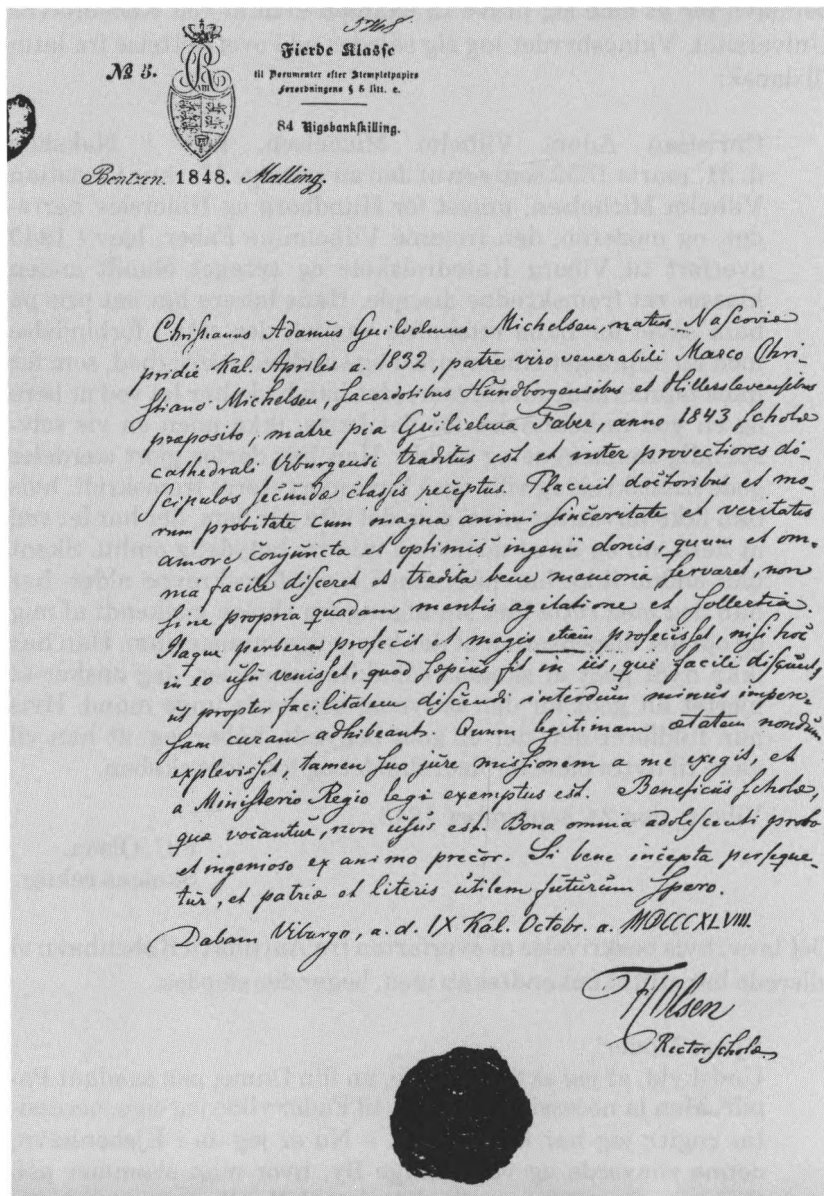 5768
No 5.
Fierde Klasse
til Documenter efter Stempletpapirs
Forordningens § 6 litt. c.
84 Rigsbankskilling.
Bentzen. 1848. Malling.
Christianus Adamus Guilielmus Michelsen, natus Nascoviæ
pridie Kal. Apriles a. 1832, patre viro venerabili Marco Chri-
stiano Michelsen, sacerdotibus Hundborgensibus et Hillerslevensibus
præposito, matre pia Guilielma Faber, anno 1843 scholæ
cathedrali Viburgensi traditus est et inter provectiores di-
scipulos secundæ classis receptus. Placuit doctoribus et mo-
rum probitate cum magna animi sinceritate et veritatis
amore conjuncta et optimis ingenii donis, quum et om-
nia facile disceret et tradita bene memoria servaret, non
sine propria quadam mentis agitatione et sollertia.
Itaque perbene profecit et magis etiam profecisset, nisi hoc
in eo usu venisset, quod sæpius fit in iis, qui facile discunt,
ut propter facilitatem discendi interdum minus impen-
sam curam adhibeant. Quum legitimam ætatem nondum
explevisset, tamen suo jure missionem a me exegit, et
a Ministerio Regio lege exemptus est. Beneficiis scholæ,
quæ vocantur, non usus est. Bona omnia adolescenti probo
et ingenioso ex animo precor. Si bene incepta perseque-
tur, et patriæ et literis utilem futurum spero.
Dabam Viburgo, a. d. IX Kal. Octobr. a. MDCCCXLVIII.
Olsen
Rector scholæ